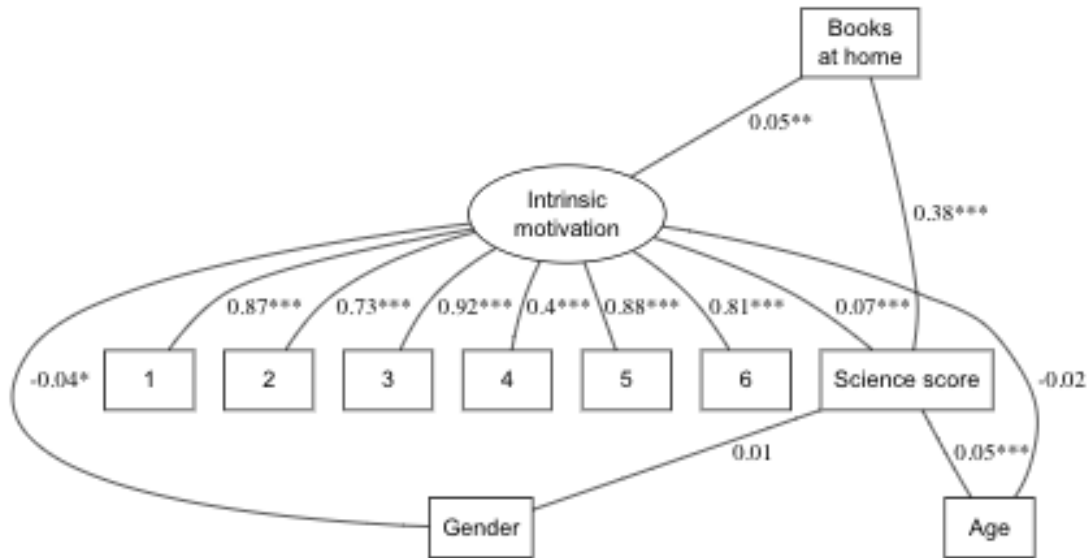 Books
at home
0.05**
Intrinsic
motivation
0.38***
0.87***
0.73***
0.92***
0.4***
0.88***
0.81***
0.07***
-0.04*
1
2
3
4
5
6
Science score
-0.02
0.01
0.05***
Gender
Age